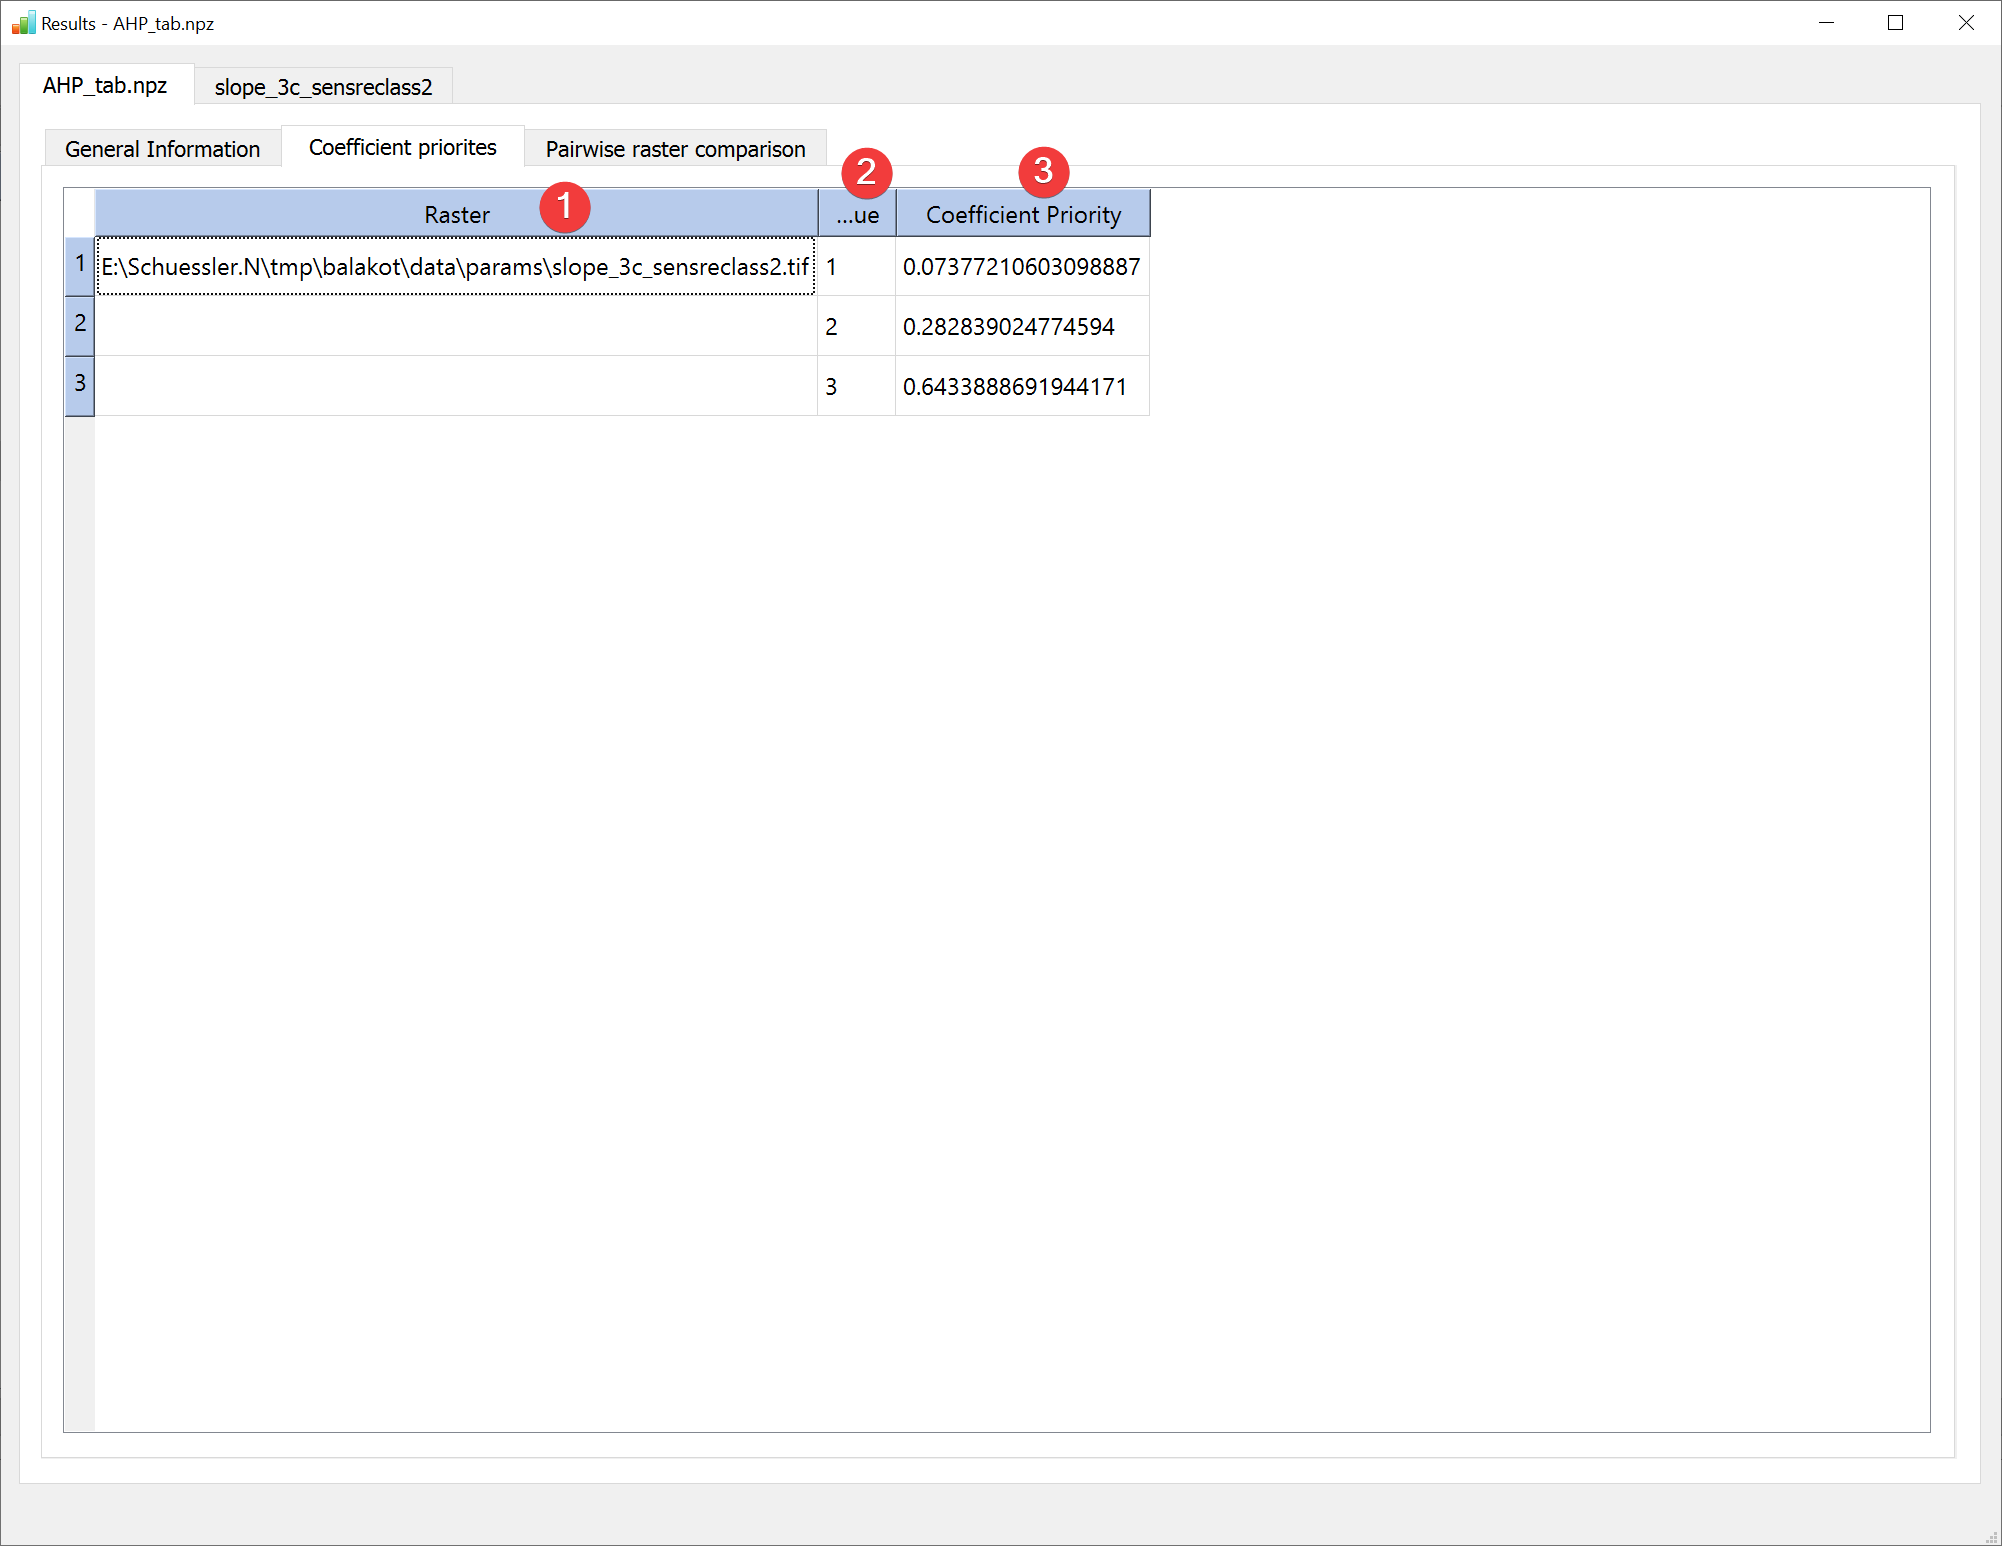 Results - AHP_tab.npz
AHP_tab.npz slope_3c_sensreclass2
General Information Coefficient priorites Pairwise raster comparison
1 2 3
Raster ...ue Coefficient Priority
1 E:\Schuessler.N\tmp\balakot\data\params\slope_3c_sensreclass2.tif 1 0.07377210603098887
2 2 0.282839024774594
3 3 0.6433888691944171